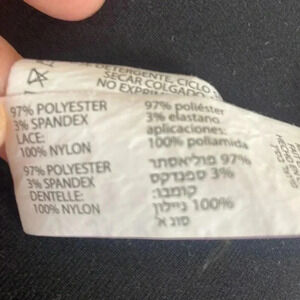 DETERGENTE, CICLO
SECAR COLGADO
NO EXPRIM
97% POLYESTER
3% SPANDEX
LACE:
100% NYLON
97% poliéster
3% elastano
aplicaciones:
100% poliamida
97% POLYESTER
3% SPANDEX
DENTELLE:
100% NYLON
97% פוליאסתר
3% ספנדקס
קומבו:
100% ניילון
סוג א'